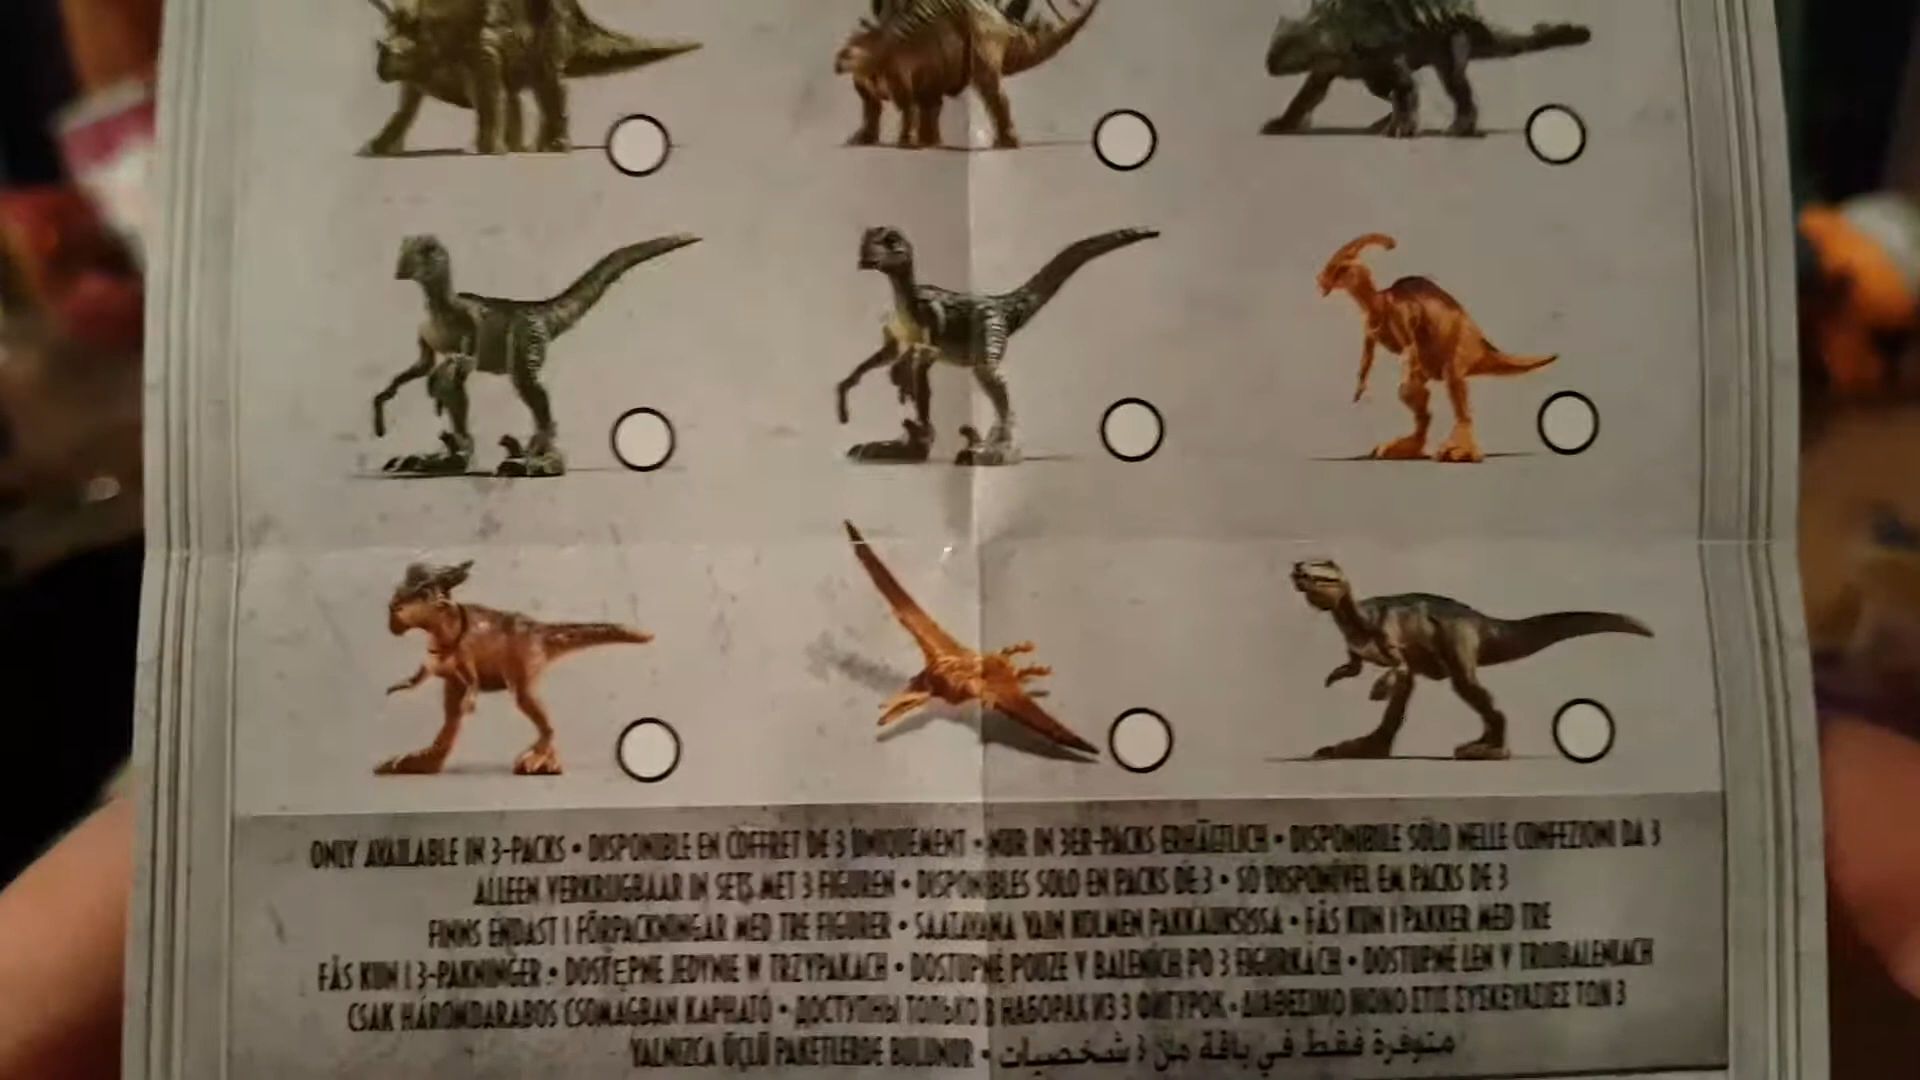 ONLY AVAILABLE IN 3-PACKS • DISPONIBLE EN COFFRET DE 3 UNIQUEMENT • NUR IN 3ER-PACKS ERHÄLTLICH • DISPONIBILE SOLO NELLE CONFEZIONI DA 3
ALLEEN VERKRIJGBAAR IN SETS MET 3 FIGUREN • DISPONIBLES SOLO EN PACKS DE 3 • SÓ DISPONÍVEL EM PACKS DE 3
FINNS ENDAST I FÖRPACKNINGAR MED TRE FIGURER • SAATAVANA VAIN KOLMEN PAKKAUKSISSA • FÅS KUN I PAKKER MED TRE
FÅS KUN I 3-PAKNINGER • DOSTĘPNE JEDYNIE W TRZYPAKACH • DOSTUPNÉ POUZE V BALENÍCH PO 3 FIGURKÁCH • DOSTUPNÉ LEN V TROJBALENIACH
CSAK HÁROMDARABOS CSOMAGBAN KAPHATÓ • ДОСТУПНЫ ТОЛЬКО В НАБОРАХ ИЗ 3 ФИГУРОК • ΔΙΑΘΕΣΙΜΟ ΜΟΝΟ ΣΤΙΣ ΣΥΣΚΕΥΑΣΙΕΣ ΤΩΝ 3
YALNIZCA ÜÇLÜ PAKETLERDE BULUNUR • متوفرة فقط في باقة من 3 شخصيات